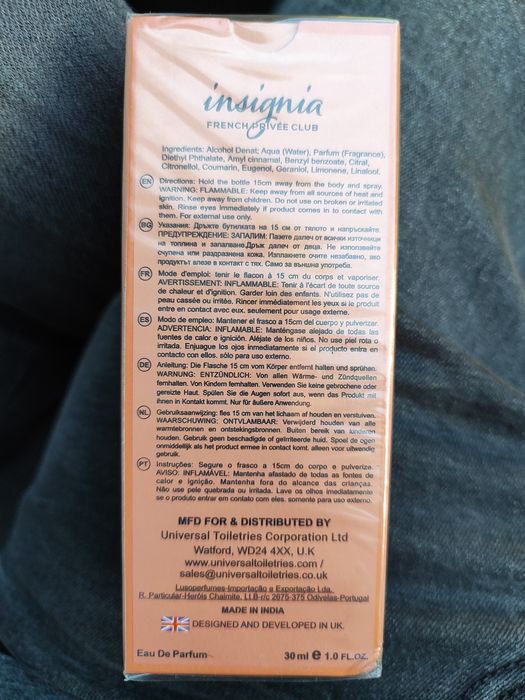 insignia
FRENCH PRIVÉE CLUB
Ingredients: Alcohol Denat; Aqua (Water), Parfum (Fragrance),
Diethyl Phthalate, Amyl cinnamal, Benzyl benzoate, Citral,
Citronellol, Coumarin, Eugenol, Geraniol, Limonene, Linalool.
EN Directions: Hold the bottle 15cm away from the body and spray.
WARNING: FLAMMABLE: Keep away from all sources of heat and
ignition. Keep away from children. Do not use on broken or irritated
skin. Rinse eyes immediately if product comes in to contact with
them. For external use only.
BG Указания: Дръжте бутилката на 15 см от тялото и напръскайте.
ПРЕДУПРЕЖДЕНИЕ: ЗАПАЛИМ: Пазете далеч от всички източници
на топлина и запалване.Дръж далеч от деца. Не използвайте
счупена или раздразнена кожа. Изплакнете очите незабавно, ако
продуктът влезе в контакт с тях. Само за външна употреба.
FR Mode d'emploi: tenir le flacon à 15 cm du corps et vaporiser.
AVERTISSEMENT: INFLAMMABLE: Tenir à l'écart de toute source
de chaleur et d'ignition. Garder loin des enfants. N'utilisez pas de
peau cassée ou irritée. Rincer immédiatement les yeux si le produit
entre en contact avec eux. seulement pour usage externe.
ES Modo de empleo: Mantener el frasco a 15cm del cuerpo y pulverizar.
ADVERTENCIA: INFLAMABLE: Manténgase alejado de todas las
fuentes de calor e ignición. Aléjate de los niños. No use piel rota o
irritada. Enjuague los ojos inmediatamente si el producto entra en
contacto con ellos. sólo para uso externo.
DE Anleitung: Die Flasche 15 cm vom Körper entfernt halten und sprühen.
WARNUNG: ENTZÜNDLICH: Von allen Wärme- und Zündquellen
fernhalten. Von Kindern fernhalten. Verwenden Sie keine gebrochene oder
gereizte Haut. Spülen Sie die Augen sofort aus, wenn das Produkt mit
ihnen in Kontakt kommt. Nur für äußere Anwendung.
NL Gebruiksaanwijzing: fles 15 cm van het lichaam af houden en verstuiven.
WAARSCHUWING: ONTVLAMBAAR: Verwijderd houden van alle
warmtebronnen en ontstekingsbronnen. Buiten bereik van kinderen
houden. Gebruik geen beschadigde of geïrriteerde huid. Spoel de ogen
onmiddellijk als het product ermee in contact komt. alleen voor uitwendig
gebruik.
PT Instruções: Segure o frasco a 15cm do corpo e pulverize.
AVISO: INFLAMÁVEL: Mantenha afastado de todas as fontes de
calor e ignição. Mantenha fora do alcance das crianças.
Não use pele quebrada ou irritada. Lave os olhos imediatamente
se o produto entrar em contato com eles. somente para uso externo.
MFD FOR & DISTRIBUTED BY
Universal Toiletries Corporation Ltd
Watford, WD24 4XX, U.K
www.universaltoiletries.com /
sales@universaltoiletries.co.uk
Lusoperfumes-Importação e Exportação Lda.
R. Particular-Heróis Chaimite, Lt.B-r/c 2675-375 Odivelas-Portugal
MADE IN INDIA
DESIGNED AND DEVELOPED IN UK.
Eau De Parfum 30 ml e 1.0 FL.OZ.